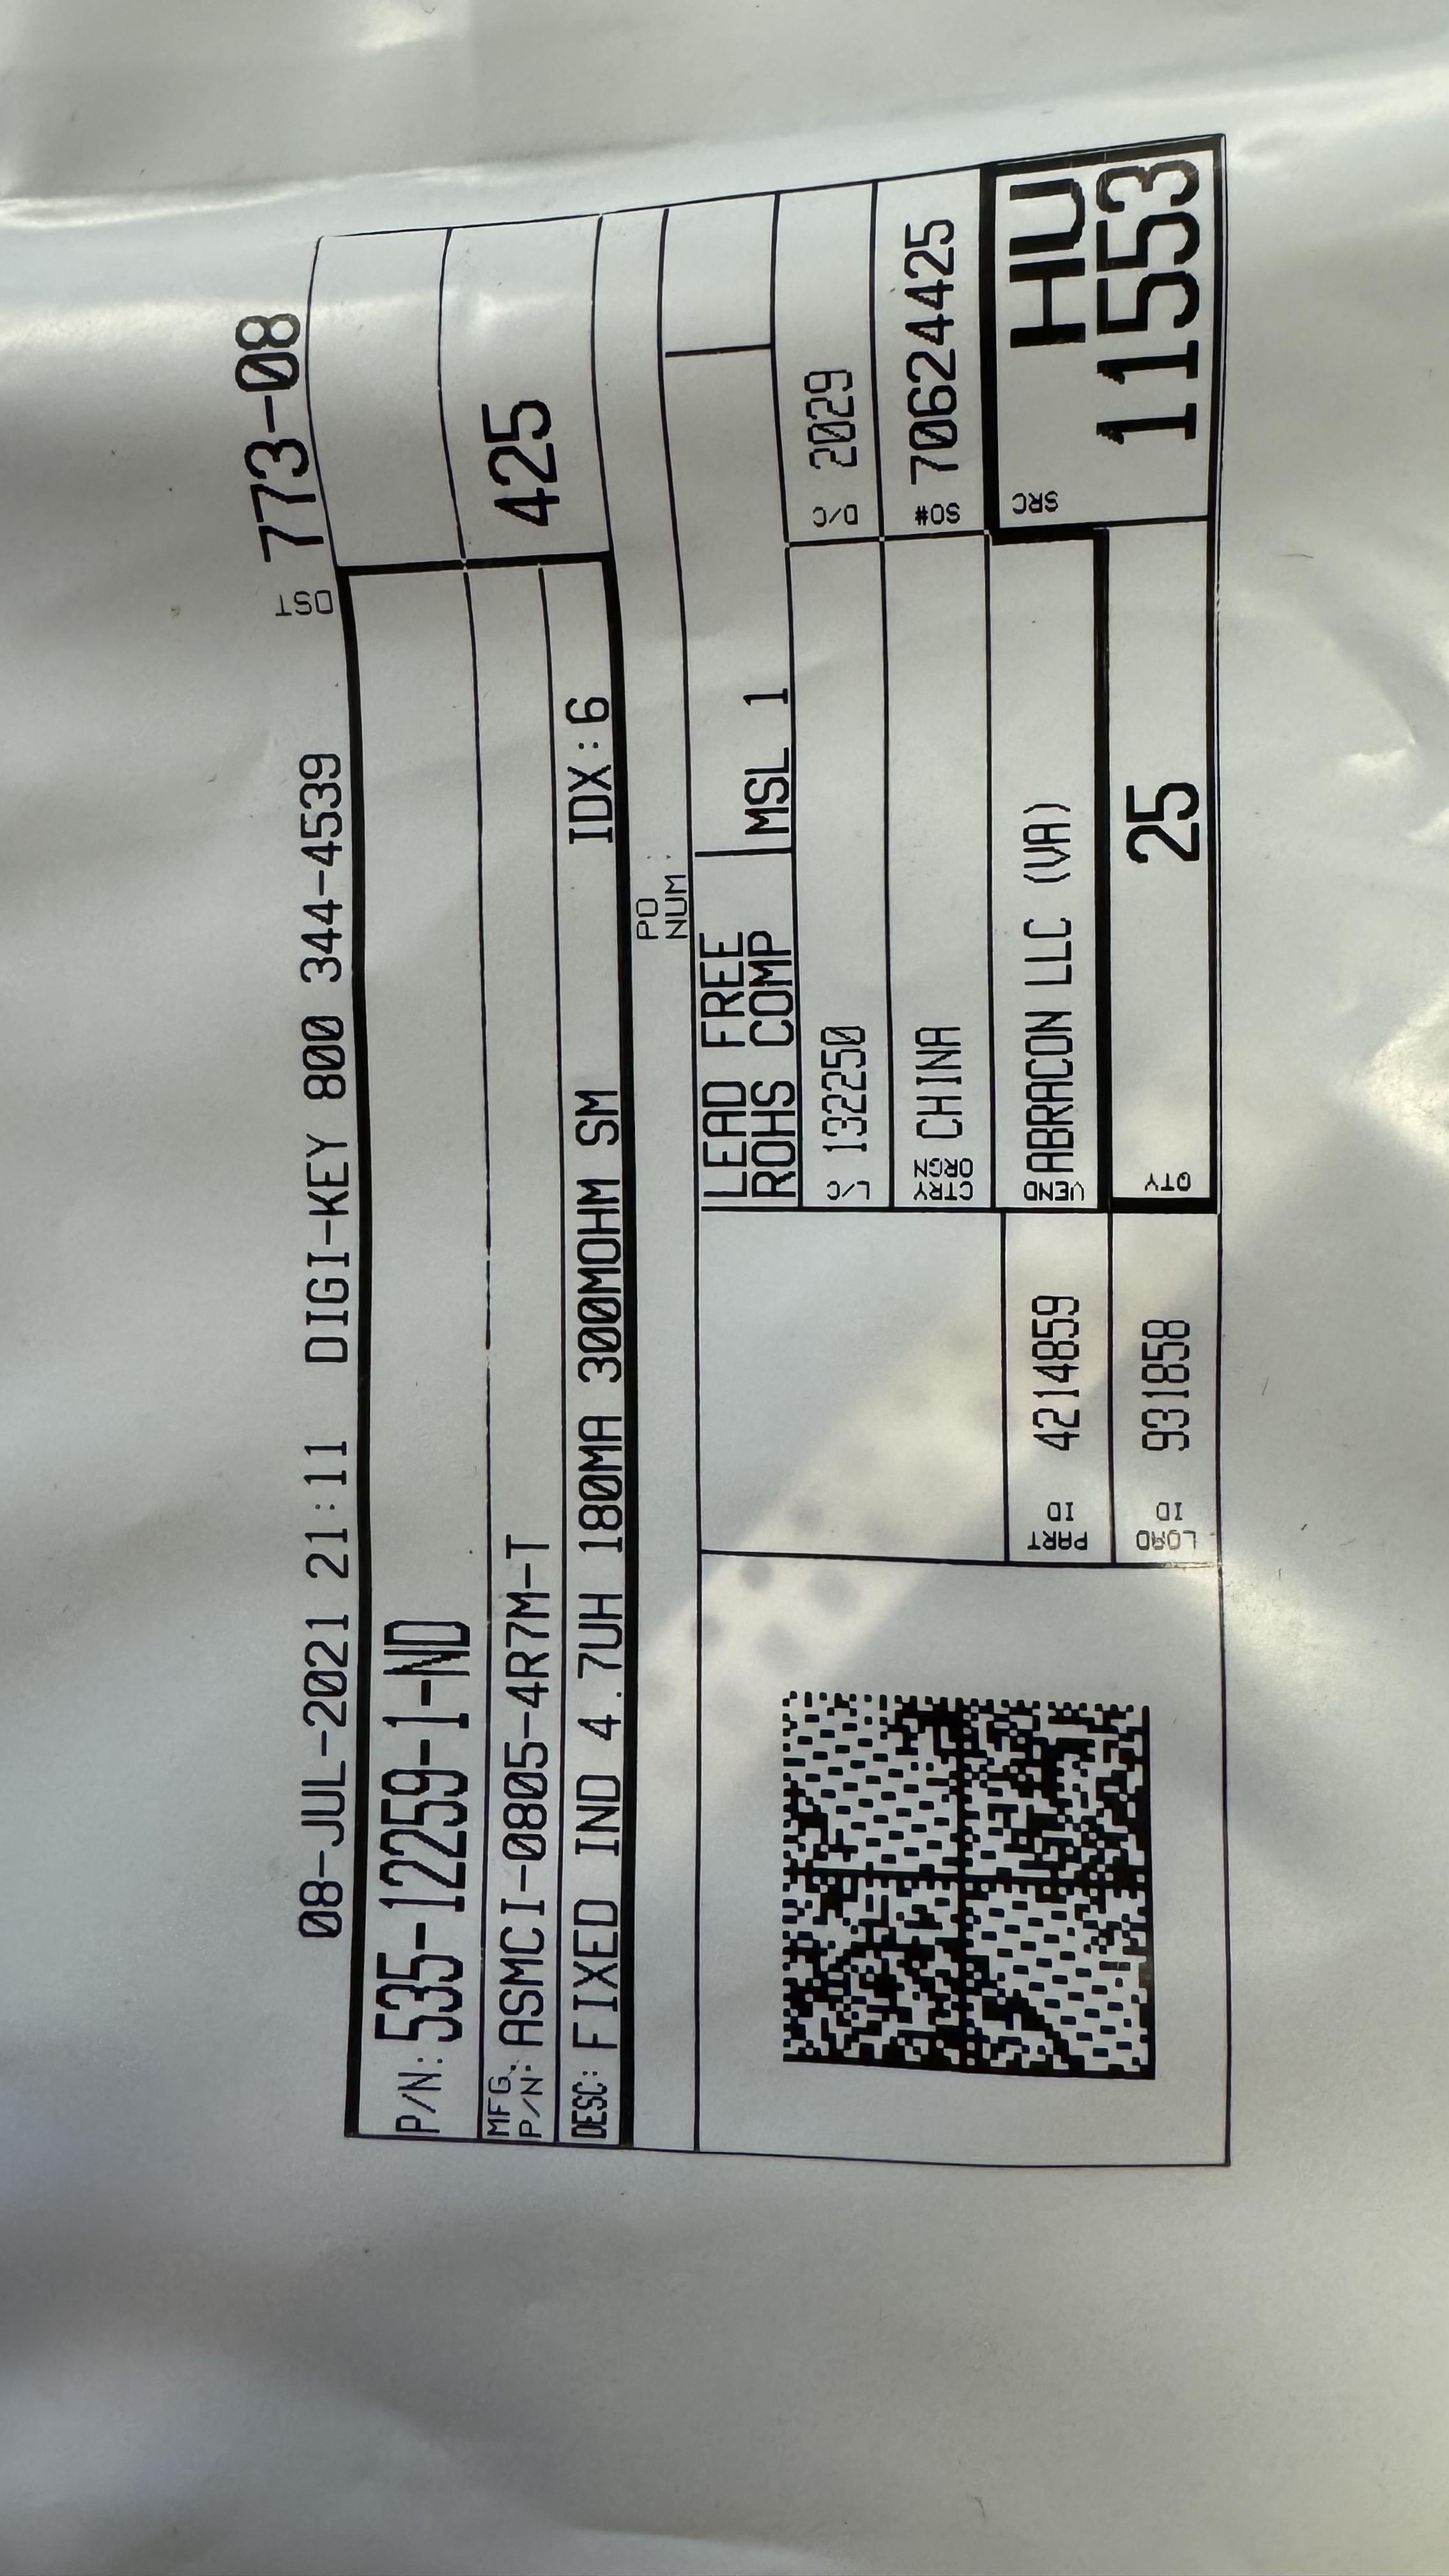 DST 773-08
08-JUL-2021 21:11 DIGI-KEY 800 344-4539
P/N: 535-12259-1-ND
MFG. P/N: ASMCI-0805-4R7M-T
425
DESC: FIXED IND 4.7UH 180MA 300MOHM SM IDX:6
PO NUM:
LEAD FREE
ROHS COMP
MSL 1
L/C 132250
D/C 2029
CTRY ORGN CHINA
SO# 70624425
PART ID 4214859
VEND ABRACON LLC (VA)
SRC HU 11553
LOAD ID 931858
QTY 25